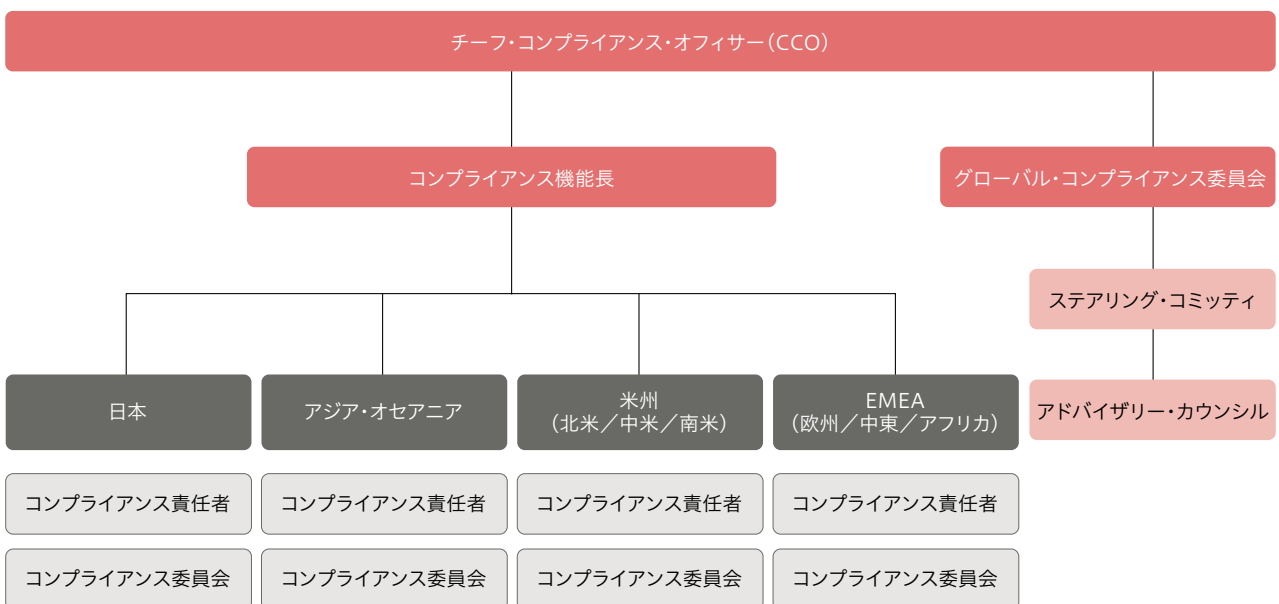 チーフ・コンプライアンス・オフィサー（CCO）
コンプライアンス機能長
グローバル・コンプライアンス委員会
ステアリング・コミッティ
アドバイザリー・カウンシル
日本
アジア・オセアニア
米州
（北米／中米／南米）
EMEA
（欧州／中東／アフリカ）
コンプライアンス責任者
コンプライアンス責任者
コンプライアンス責任者
コンプライアンス責任者
コンプライアンス委員会
コンプライアンス委員会
コンプライアンス委員会
コンプライアンス委員会